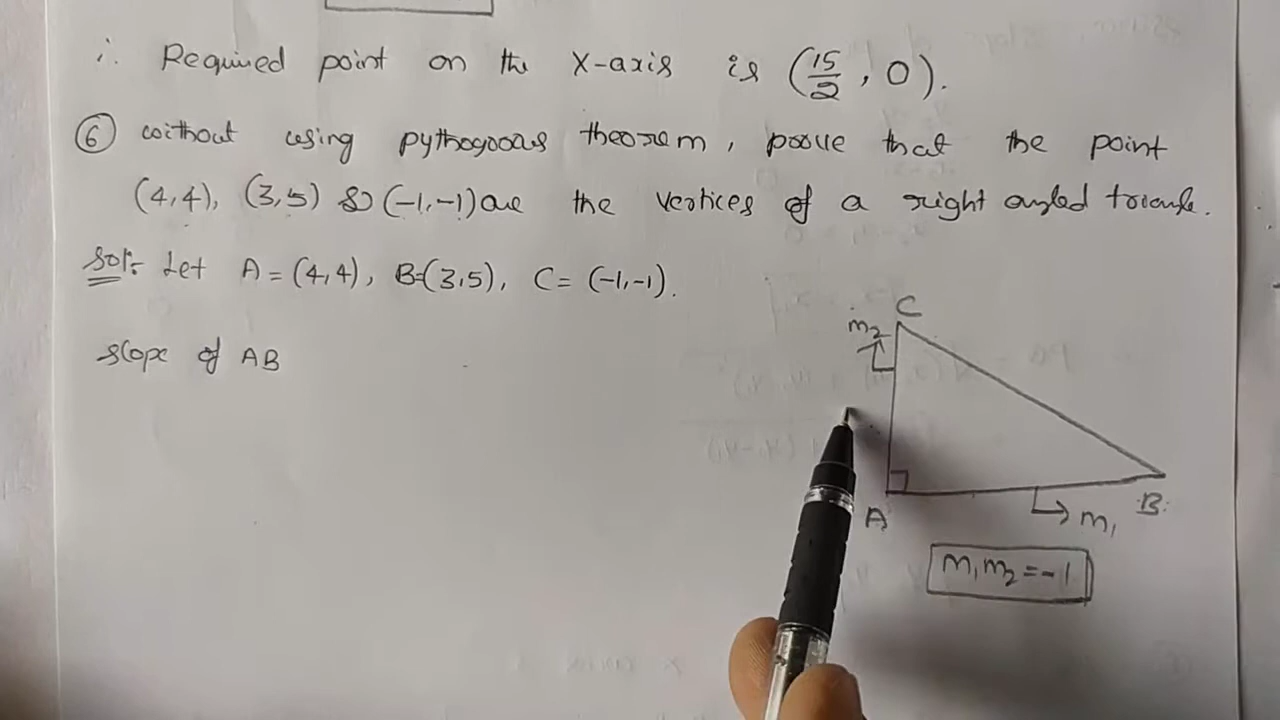 ∴ Required point on the X-axis is (15/2, 0).
⑥ without using pythogoras theorem, prove that the point
(4,4), (3,5) & (-1,-1) are the vertices of a right angled triangle.
Sol:- Let A = (4,4), B=(3,5), C= (-1,-1).
slope of AB
C
m₂
A
B
m₁
m₁m₂ = -1